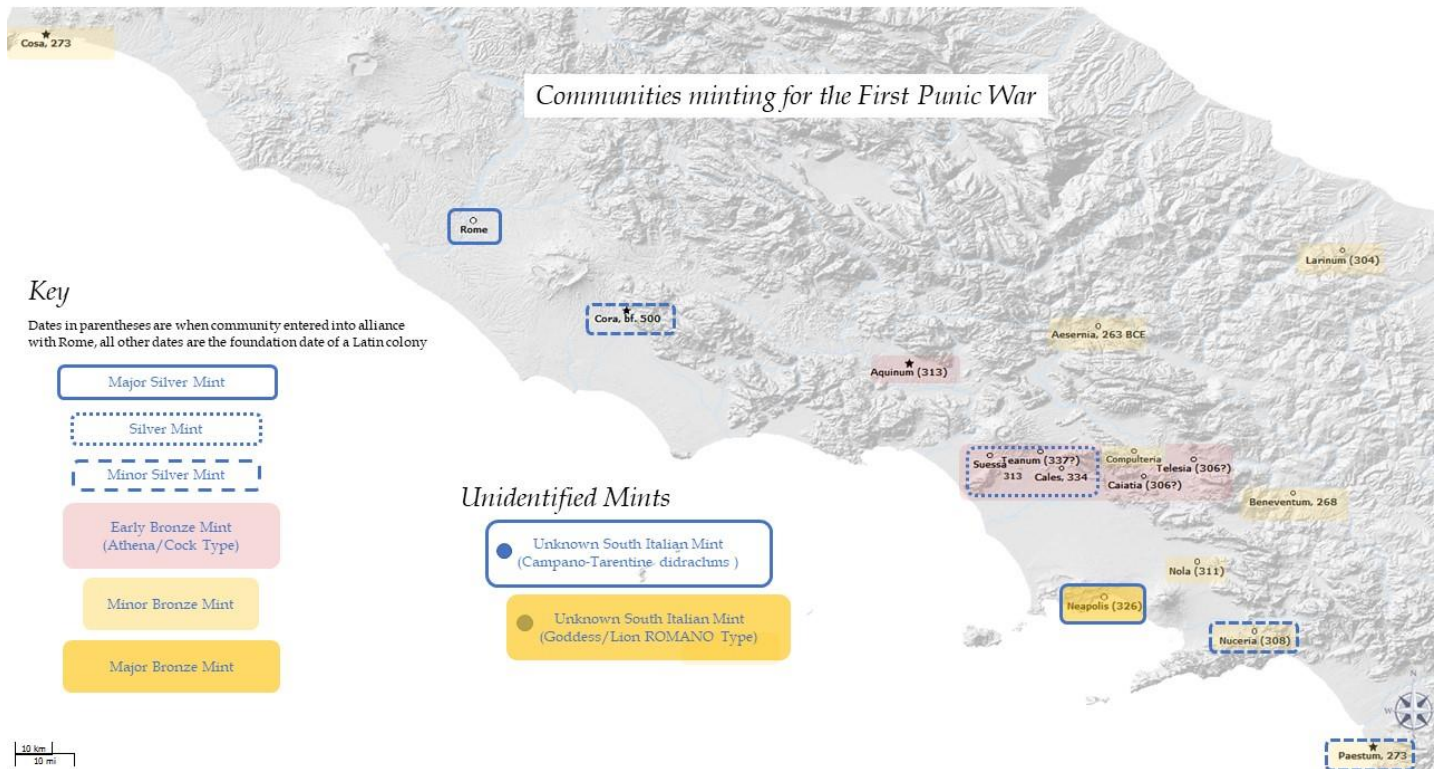 Cosa, 273
Communities minting for the First Punic War
Rome
Larinum (304)
Key
Dates in parentheses are when community entered into alliance
with Rome, all other dates are the foundation date of a Latin colony
Cora, bf. 500
Aesernia, 263 BCE
Aquinum (313)
Major Silver Mint
Silver Mint
Minor Silver Mint
Early Bronze Mint
(Athena/Cock Type)
Minor Bronze Mint
Major Bronze Mint
Unidentified Mints
Unknown South Italian Mint
(Campano-Tarentine didrachms )
Unknown South Italian Mint
(Goddess/Lion ROMANO Type)
Suessa
313
Teanum (337?)
Cales, 334
Compulteria
Telesia (306?)
Caiatia (306?)
Beneventum, 268
Nola (311)
Neapolis (326)
Nuceria (308)
N
W
Paestum, 273
10 km
10 mi